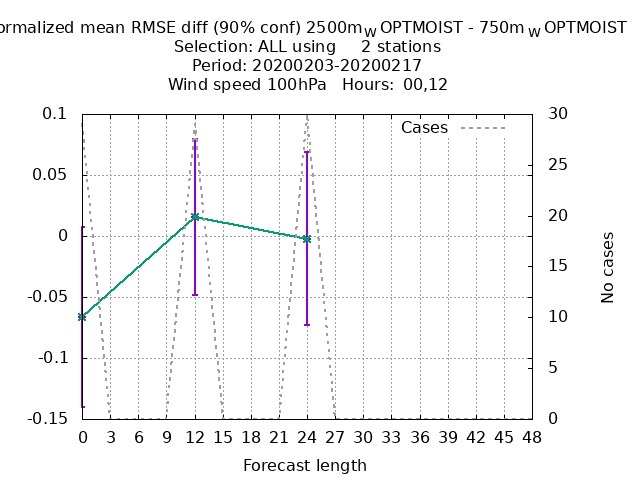 ormalized mean RMSE diff (90% conf) 2500mW OPTMOIST - 750mW OPTMOIST
Selection: ALL using 2 stations
Period: 20200203-20200217
Wind speed 100hPa Hours: 00,12
0.1
0.05
0
-0.05
-0.1
-0.15
Cases
30
25
20
15
10
5
0
No cases
0 3 6 9 12 15 18 21 24 27 30 33 36 39 42 45 48
Forecast length